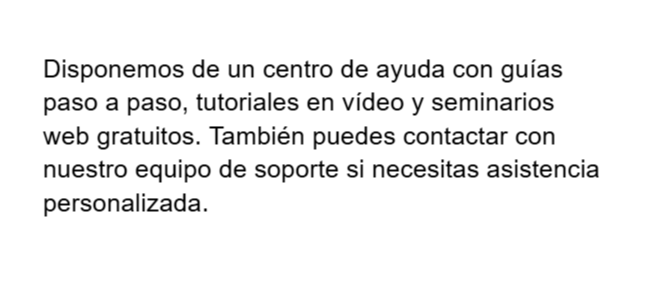 Disponemos de un centro de ayuda con guías
paso a paso, tutoriales en vídeo y seminarios
web gratuitos. También puedes contactar con
nuestro equipo de soporte si necesitas asistencia
personalizada.